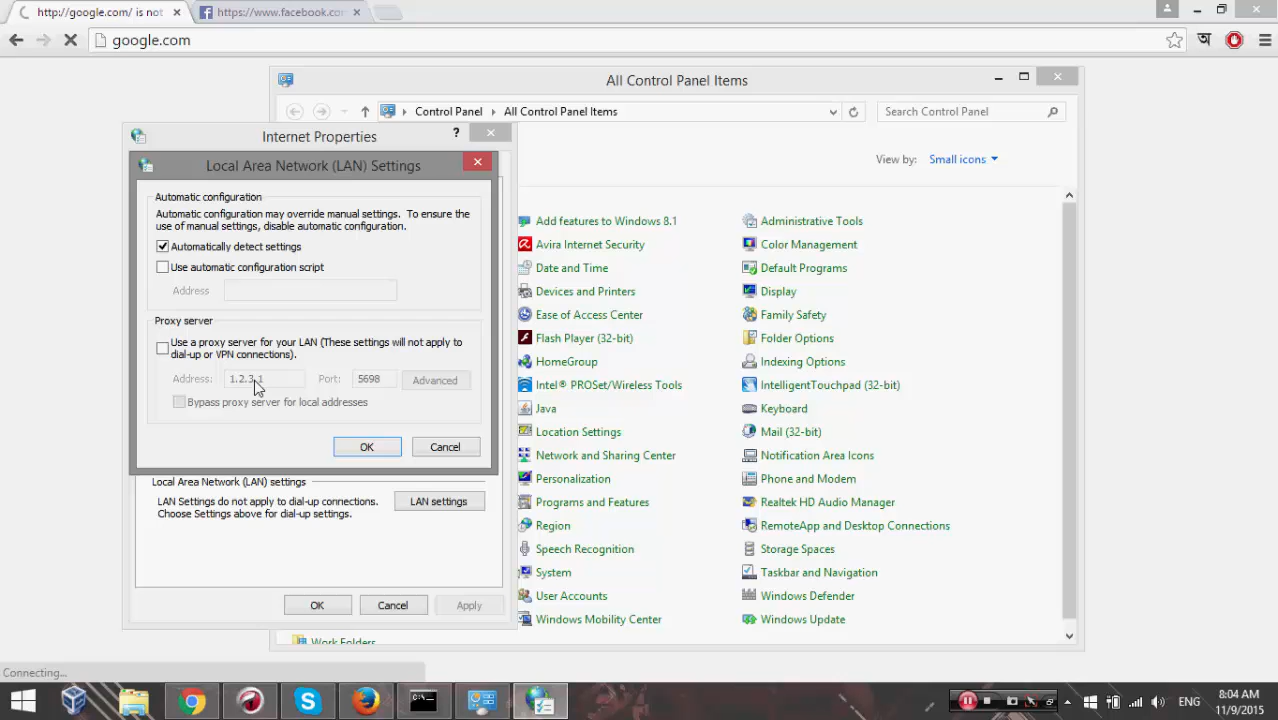 http://google.com/ is not
https://www.facebook.com
google.com
অ
All Control Panel Items
Control Panel
All Control Panel Items
Search Control Panel
View by:
Small icons
Internet Properties
?
Local Area Network (LAN) Settings
Automatic configuration
Automatic configuration may override manual settings. To ensure the
use of manual settings, disable automatic configuration.
Automatically detect settings
Use automatic configuration script
Address
Proxy server
Use a proxy server for your LAN (These settings will not apply to
dial-up or VPN connections).
Address:
1.2.3.1
Port:
5698
Advanced
Bypass proxy server for local addresses
OK
Cancel
Local Area Network (LAN) settings
LAN Settings do not apply to dial-up connections.
Choose Settings above for dial-up settings.
LAN settings
OK
Cancel
Apply
Add features to Windows 8.1
Administrative Tools
Avira Internet Security
Color Management
Date and Time
Default Programs
Devices and Printers
Display
Ease of Access Center
Family Safety
Flash Player (32-bit)
Folder Options
HomeGroup
Indexing Options
Intel® PROSet/Wireless Tools
IntelligentTouchpad (32-bit)
Java
Keyboard
Location Settings
Mail (32-bit)
Network and Sharing Center
Notification Area Icons
Personalization
Phone and Modem
Programs and Features
Realtek HD Audio Manager
Region
RemoteApp and Desktop Connections
Speech Recognition
Storage Spaces
System
Taskbar and Navigation
User Accounts
Windows Defender
Windows Mobility Center
Windows Update
Work Folders
Connecting...
ENG
8:04 AM
11/9/2015